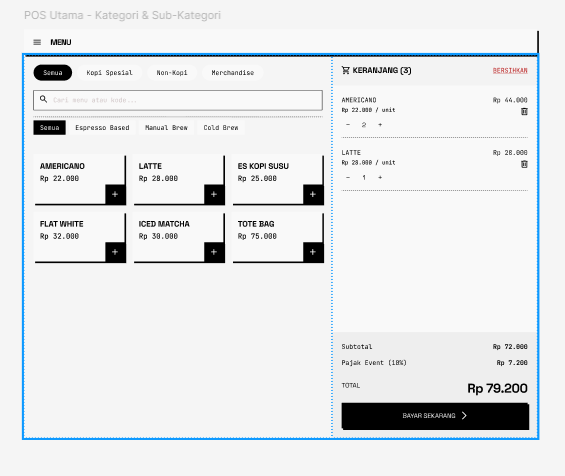 POS Utama - Kategori & Sub-Kategori
MENU
Semua Kopi Spesial Non-Kopi Merchandise
Cari menu atau kode...
Semua Espresso Based Manual Brew Cold Brew
AMERICANO
Rp 22.000
+
LATTE
Rp 28.000
+
ES KOPI SUSU
Rp 25.000
+
FLAT WHITE
Rp 32.000
+
ICED MATCHA
Rp 30.000
+
TOTE BAG
Rp 75.000
+
KERANJANG (3) BERSIHKAN
AMERICANO Rp 44.000
Rp 22.000 / unit
− 2 +
LATTE Rp 28.000
Rp 28.000 / unit
− 1 +
Subtotal Rp 72.000
Pajak Event (10%) Rp 7.200
TOTAL Rp 79.200
BAYAR SEKARANG